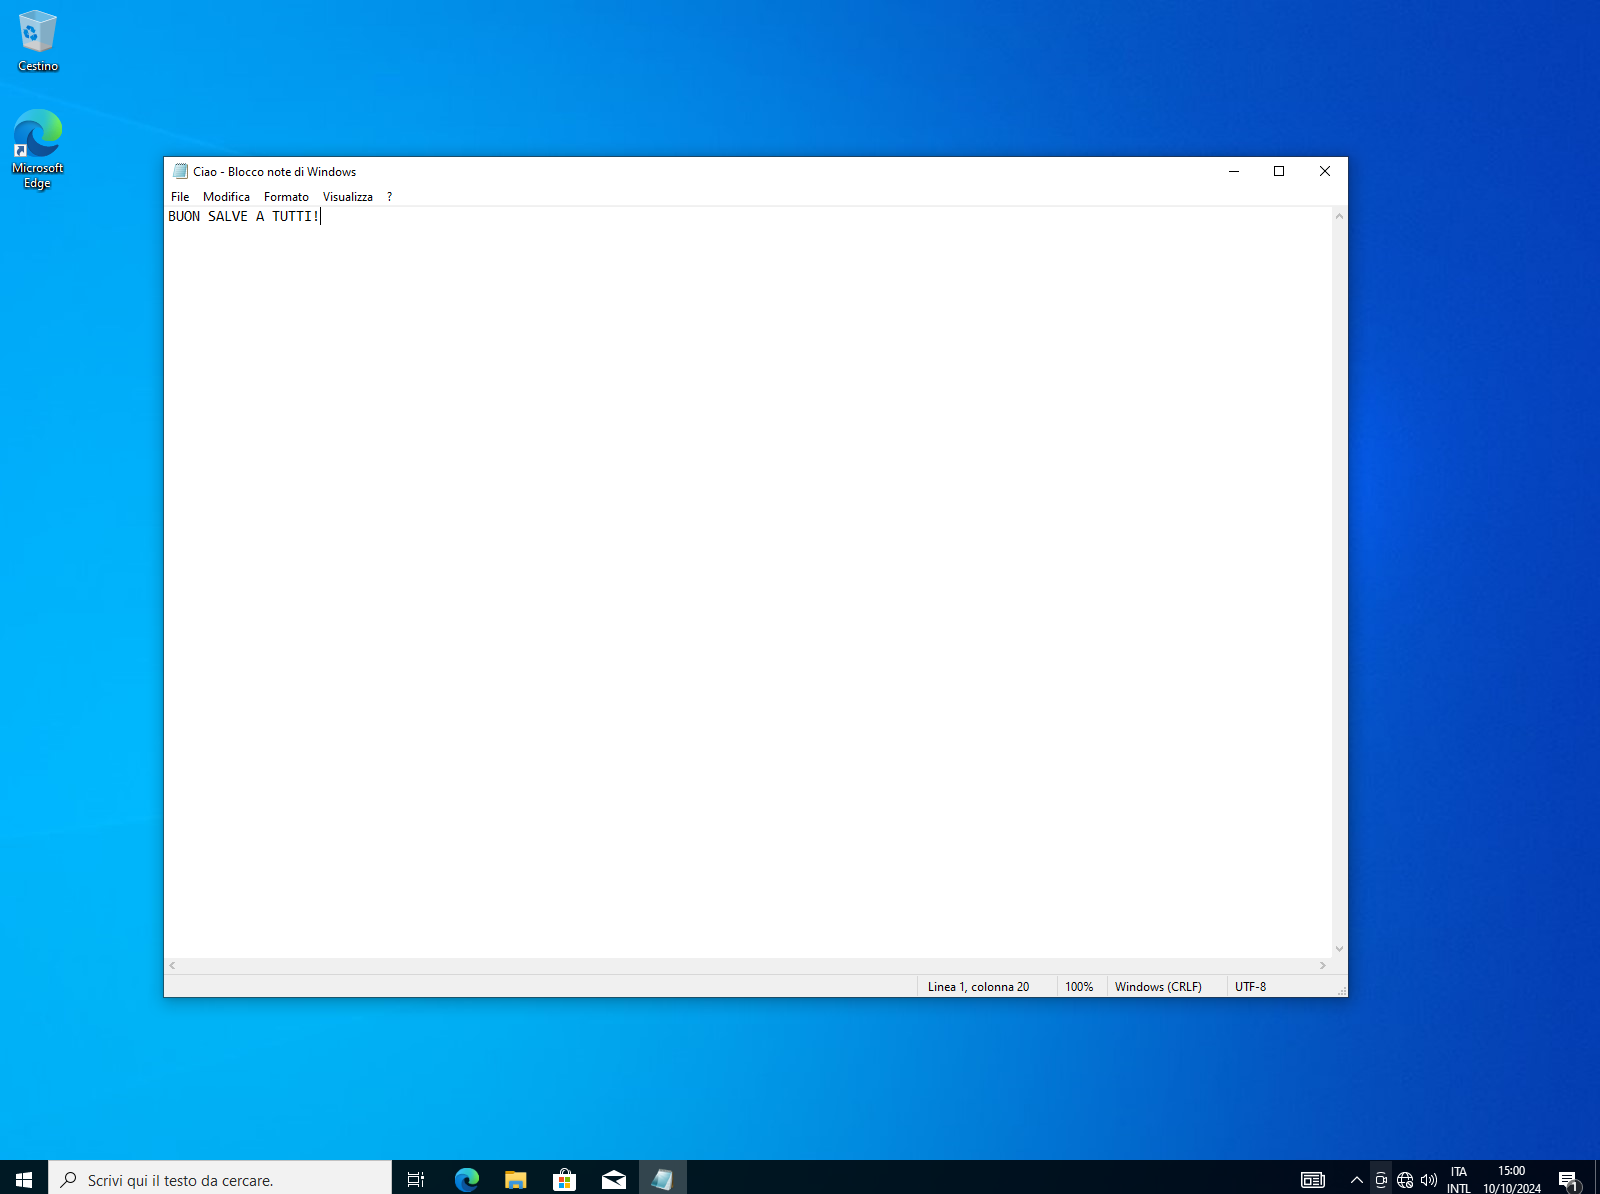 Cestino
Microsoft
Edge
Ciao - Blocco note di Windows
File Modifica Formato Visualizza ?
BUON SALVE A TUTTI!
Linea 1, colonna 20 100% Windows (CRLF) UTF-8
Scrivi qui il testo da cercare.
ITA
INTL
15:00
10/10/2024
1